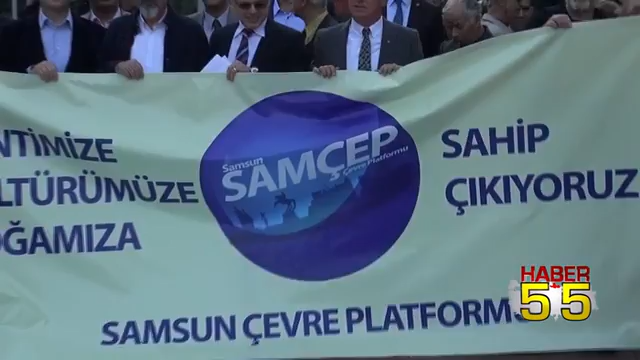 NTİMİZE
LTÜRÜMÜZE
OĞAMIZA
Samsun
SAMÇEP
Çevre Platformu
SAHİP
ÇIKIYORUZ
SAMSUN ÇEVRE PLATFORMU
HABER
55